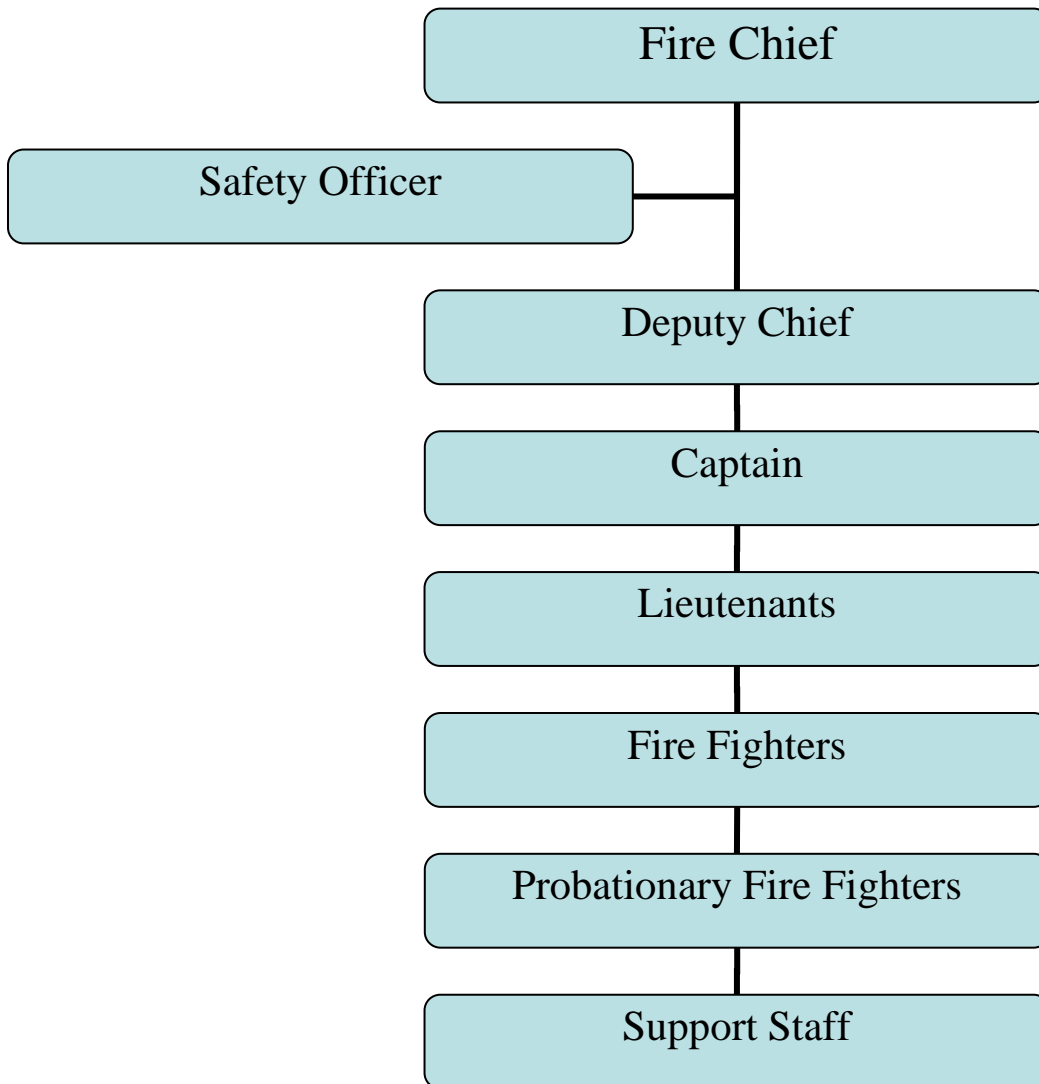 Fire Chief
Safety Officer
Deputy Chief
Captain
Lieutenants
Fire Fighters
Probationary Fire Fighters
Support Staff